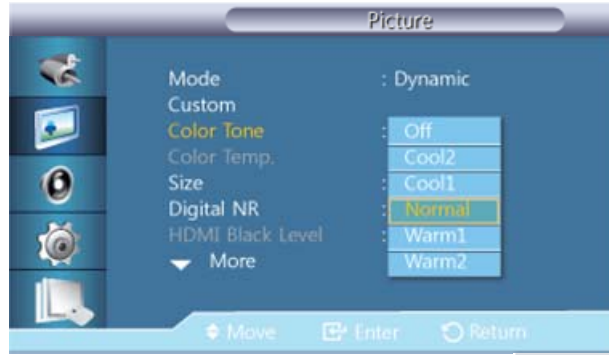 Picture
Mode : Dynamic
Custom
Color Tone : Off
Color Temp. Cool2
Size : Cool1
Digital NR : Normal
HDMI Black Level : Warm1
More Warm2
Move Enter Return